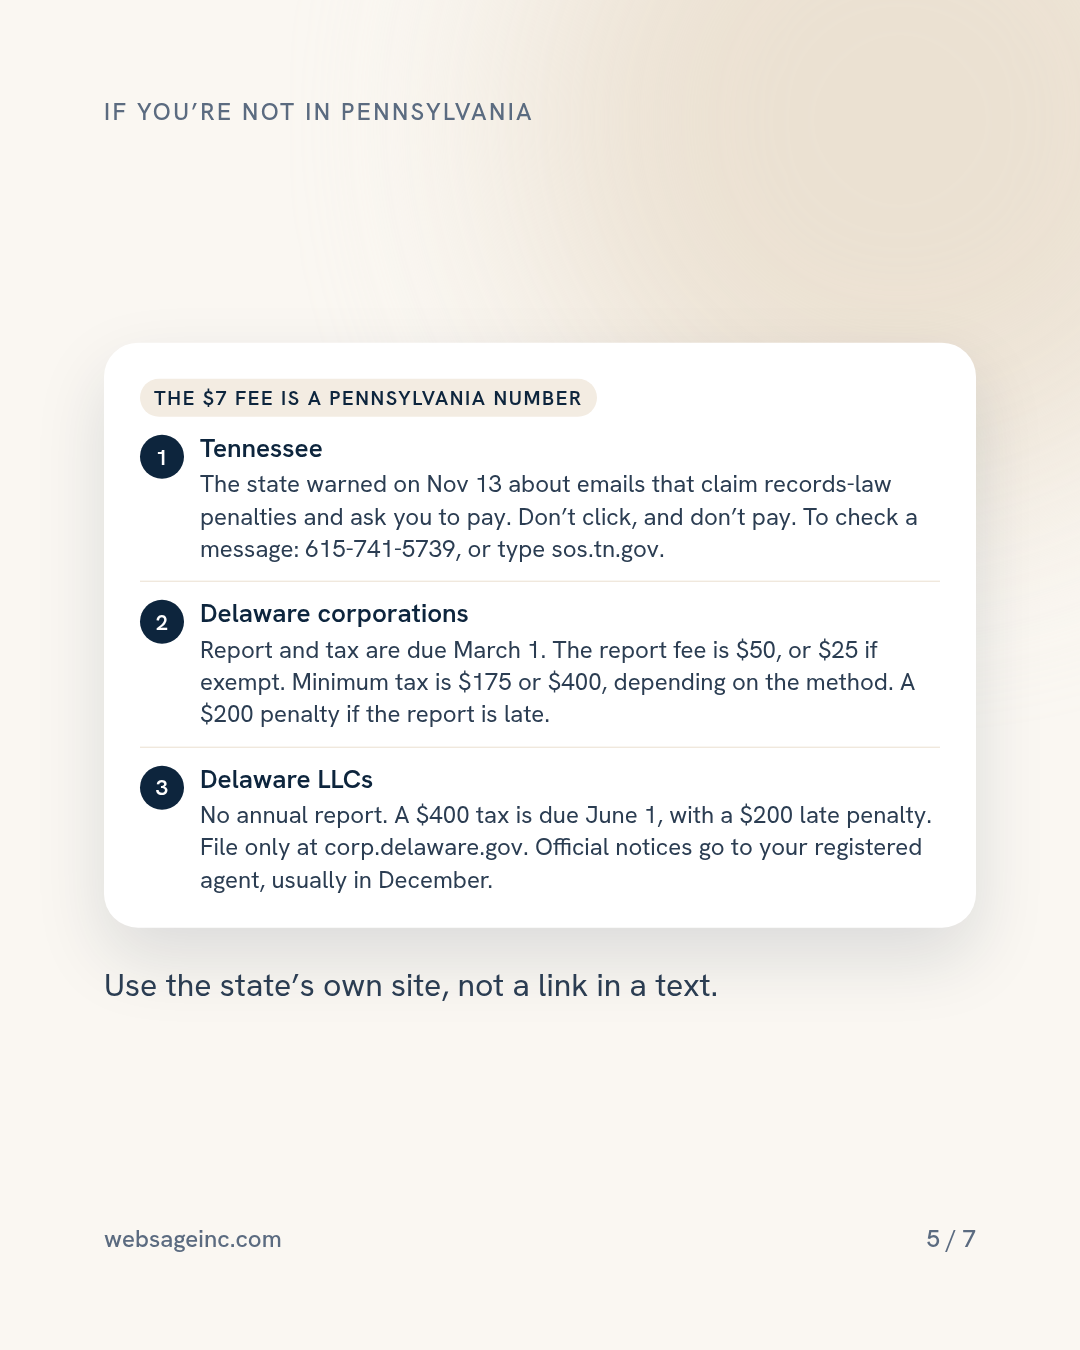 IF YOU’RE NOT IN PENNSYLVANIA
THE $7 FEE IS A PENNSYLVANIA NUMBER
1 Tennessee
The state warned on Nov 13 about emails that claim records-law
penalties and ask you to pay. Don’t click, and don’t pay. To check a
message: 615-741-5739, or type sos.tn.gov.
2 Delaware corporations
Report and tax are due March 1. The report fee is $50, or $25 if
exempt. Minimum tax is $175 or $400, depending on the method. A
$200 penalty if the report is late.
3 Delaware LLCs
No annual report. A $400 tax is due June 1, with a $200 late penalty.
File only at corp.delaware.gov. Official notices go to your registered
agent, usually in December.
Use the state’s own site, not a link in a text.
websageinc.com
5 / 7